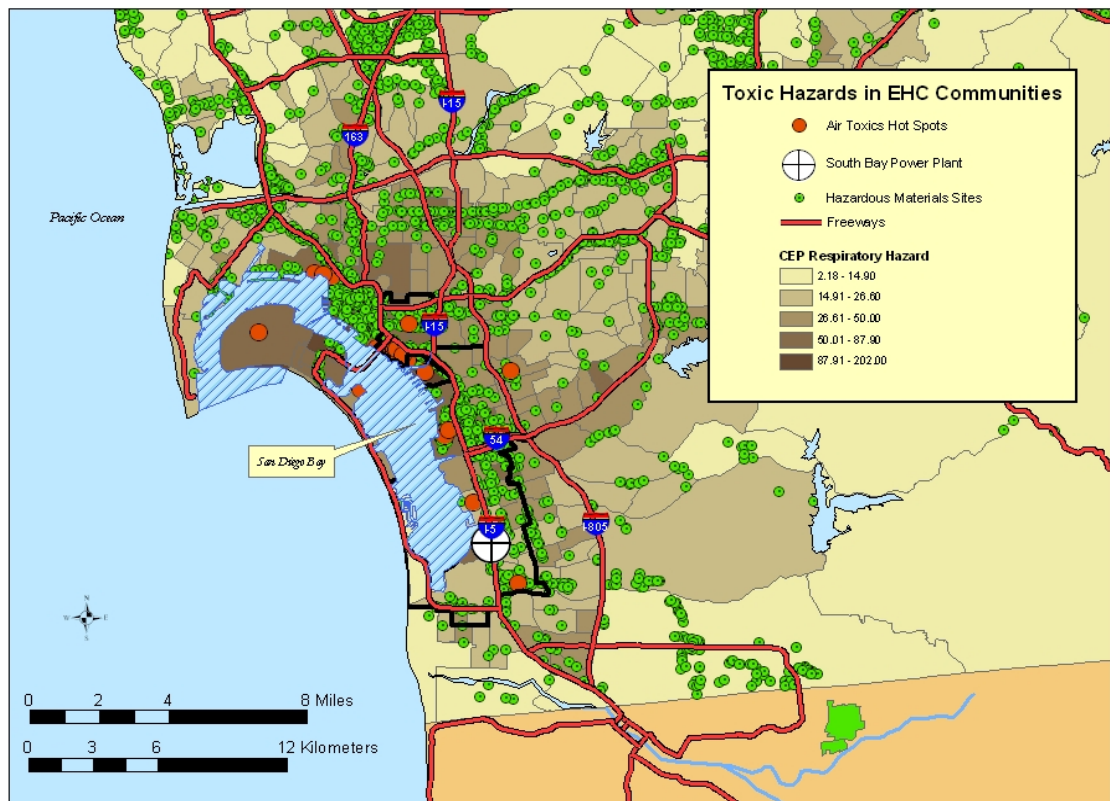 Toxic Hazards in EHC Communities
Air Toxics Hot Spots
South Bay Power Plant
Hazardous Materials Sites
Freeways
CEP Respiratory Hazard
2.18 - 14.90
14.91 - 26.60
26.61 - 50.00
50.01 - 87.90
87.91 - 202.00
I-15
163
Pacific Ocean
I-15
54
San Diego Bay
I-5
I-805
N
W E
S
0 2 4 8 Miles
0 3 6 12 Kilometers